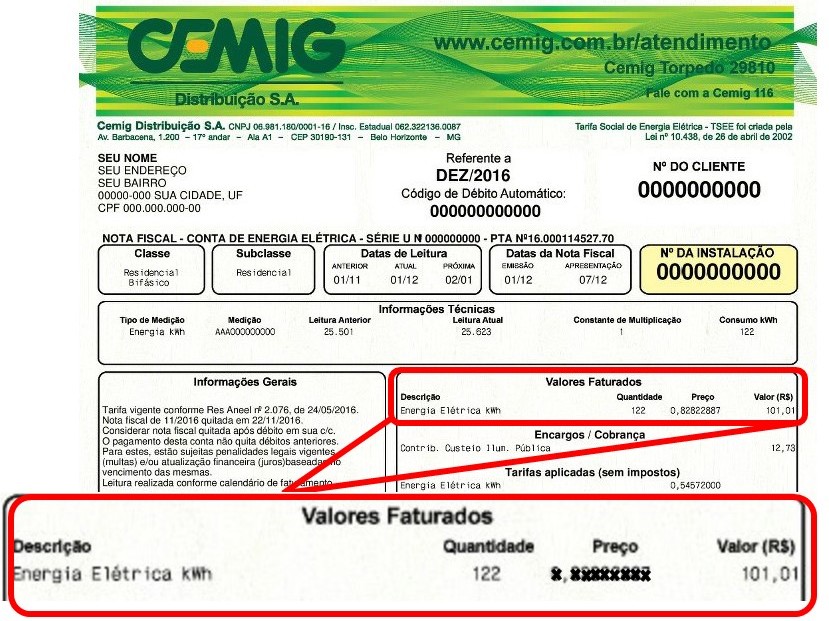 CEMIG
Distribuição S.A.
www.cemig.com.br/atendimento
Cemig Torpedo 29810
Fale com a Cemig 116
Cemig Distribuição S.A. CNPJ 06.981.180/0001-16 / Insc. Estadual 062.322136.0087
Av. Barbacena, 1.200 - 17º andar - Ala A1 - CEP 30190-131 - Belo Horizonte - MG
Tarifa Social de Energia Elétrica - TSEE foi criada pela
Lei nº 10.438, de 26 de abril de 2002
SEU NOME
SEU ENDEREÇO
SEU BAIRRO
00000-000 SUA CIDADE, UF
CPF 000.000.000-00
Referente a
DEZ/2016
Código de Débito Automático:
000000000000
Nº DO CLIENTE
0000000000
NOTA FISCAL - CONTA DE ENERGIA ELÉTRICA - SÉRIE U Nº 000000000 - PTA Nº16.000114527.70
Classe
Residencial
Bifásico
Subclasse
Residencial
Datas de Leitura
ANTERIOR ATUAL PRÓXIMA
01/11 01/12 02/01
Datas da Nota Fiscal
EMISSÃO APRESENTAÇÃO
01/12 07/12
Nº DA INSTALAÇÃO
0000000000
Informações Técnicas
Tipo de Medição Medição Leitura Anterior Leitura Atual Constante de Multiplicação Consumo kWh
Energia kWh AAA000000000 25.501 25.623 1 122
Informações Gerais
Tarifa vigente conforme Res Aneel nº 2.076, de 24/05/2016.
Nota fiscal de 11/2016 quitada em 22/11/2016.
Considerar nota fiscal quitada após débito em sua c/c.
O pagamento desta conta não quita débitos anteriores.
Para estes, estão sujeitas penalidades legais vigentes
(multas) e/ou atualização financeira (juros)baseadas no
vencimento das mesmas.
Leitura realizada conforme calendário de
Valores Faturados
Descrição Quantidade Preço Valor (R$)
Energia Elétrica kWh 122 0,82822887 101,01
Encargos / Cobrança
Contrib. Custeio Ilum. Pública 12,73
Tarifas aplicadas (sem impostos)
Energia Elétrica kWh 0,54572000
Valores Faturados
Descrição Quantidade Preço Valor (R$)
Energia Elétrica kWh 122 101,01